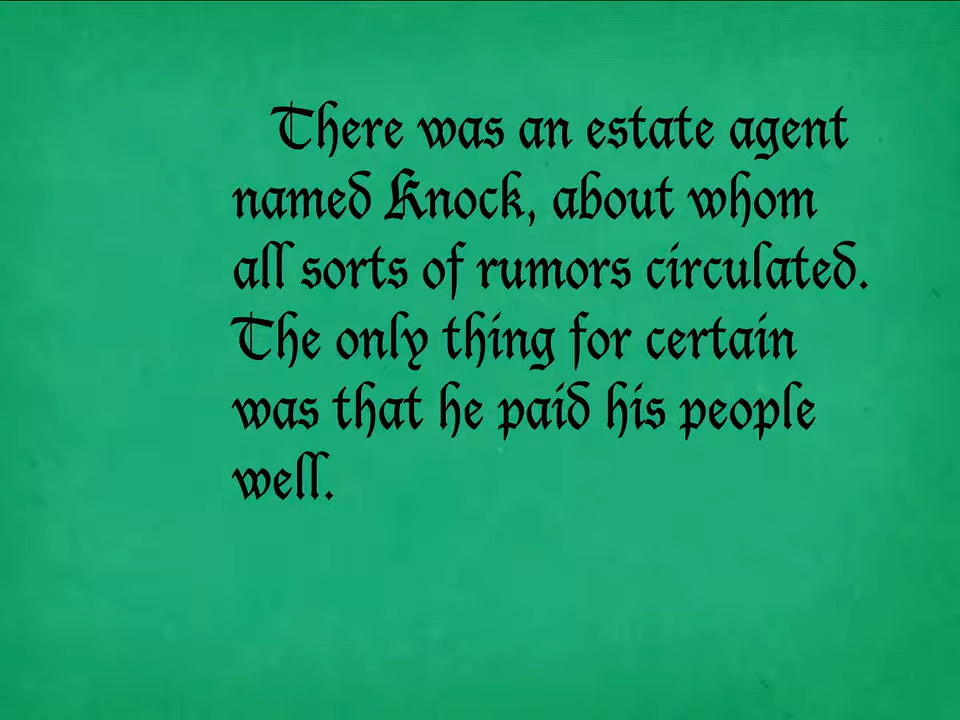 There was an estate agent
named Knock, about whom
all sorts of rumors circulated.
The only thing for certain
was that he paid his people
well.